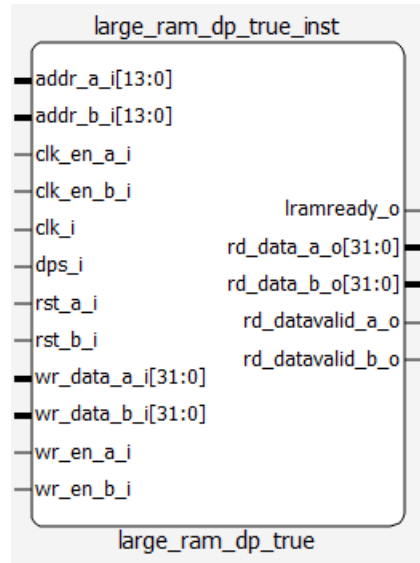 large_ram_dp_true_inst
addr_a_i[13:0]
addr_b_i[13:0]
clk_en_a_i
clk_en_b_i
clk_i
dps_i
rst_a_i
rst_b_i
wr_data_a_i[31:0]
wr_data_b_i[31:0]
wr_en_a_i
wr_en_b_i
lramready_o
rd_data_a_o[31:0]
rd_data_b_o[31:0]
rd_datavalid_a_o
rd_datavalid_b_o
large_ram_dp_true